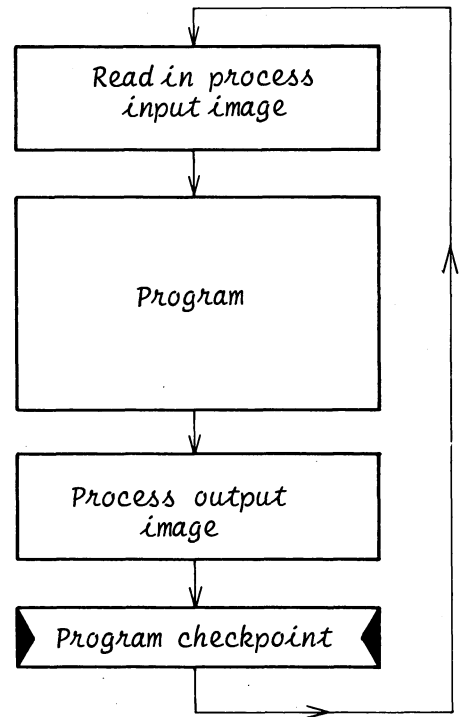 Read in process
input image
Program
Process output
image
Program checkpoint